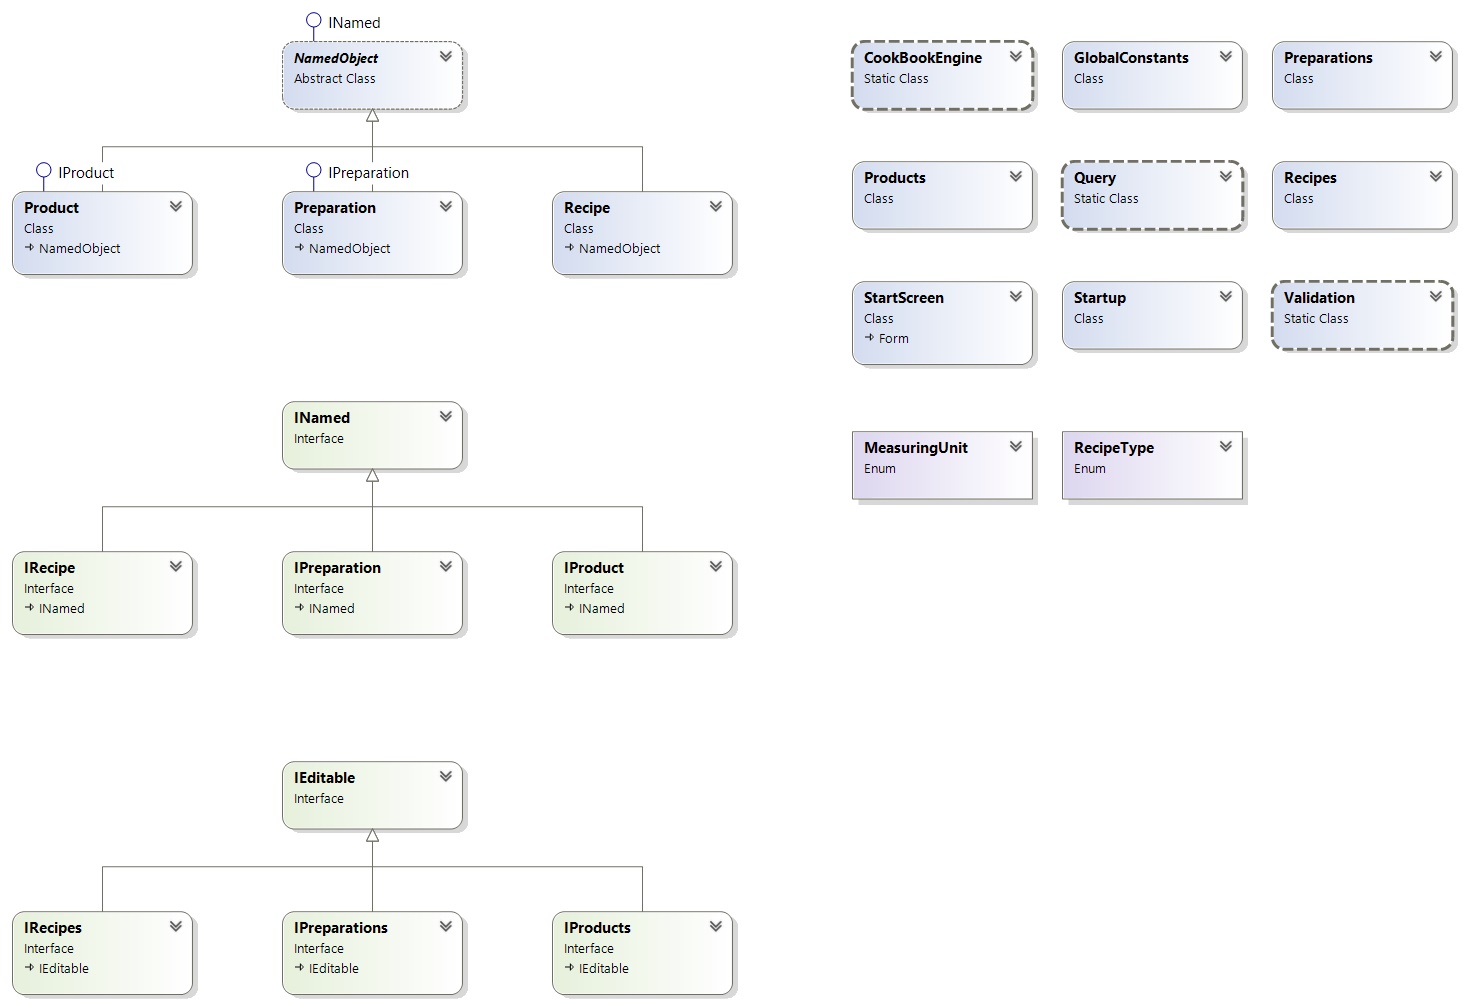 INamed
NamedObject
Abstract Class
IProduct
Product
Class
NamedObject
IPreparation
Preparation
Class
NamedObject
Recipe
Class
NamedObject
INamed
Interface
IRecipe
Interface
INamed
IPreparation
Interface
INamed
IProduct
Interface
INamed
IEditable
Interface
IRecipes
Interface
IEditable
IPreparations
Interface
IEditable
IProducts
Interface
IEditable
CookBookEngine
Static Class
GlobalConstants
Class
Preparations
Class
Products
Class
Query
Static Class
Recipes
Class
StartScreen
Class
Form
Startup
Class
Validation
Static Class
MeasuringUnit
Enum
RecipeType
Enum